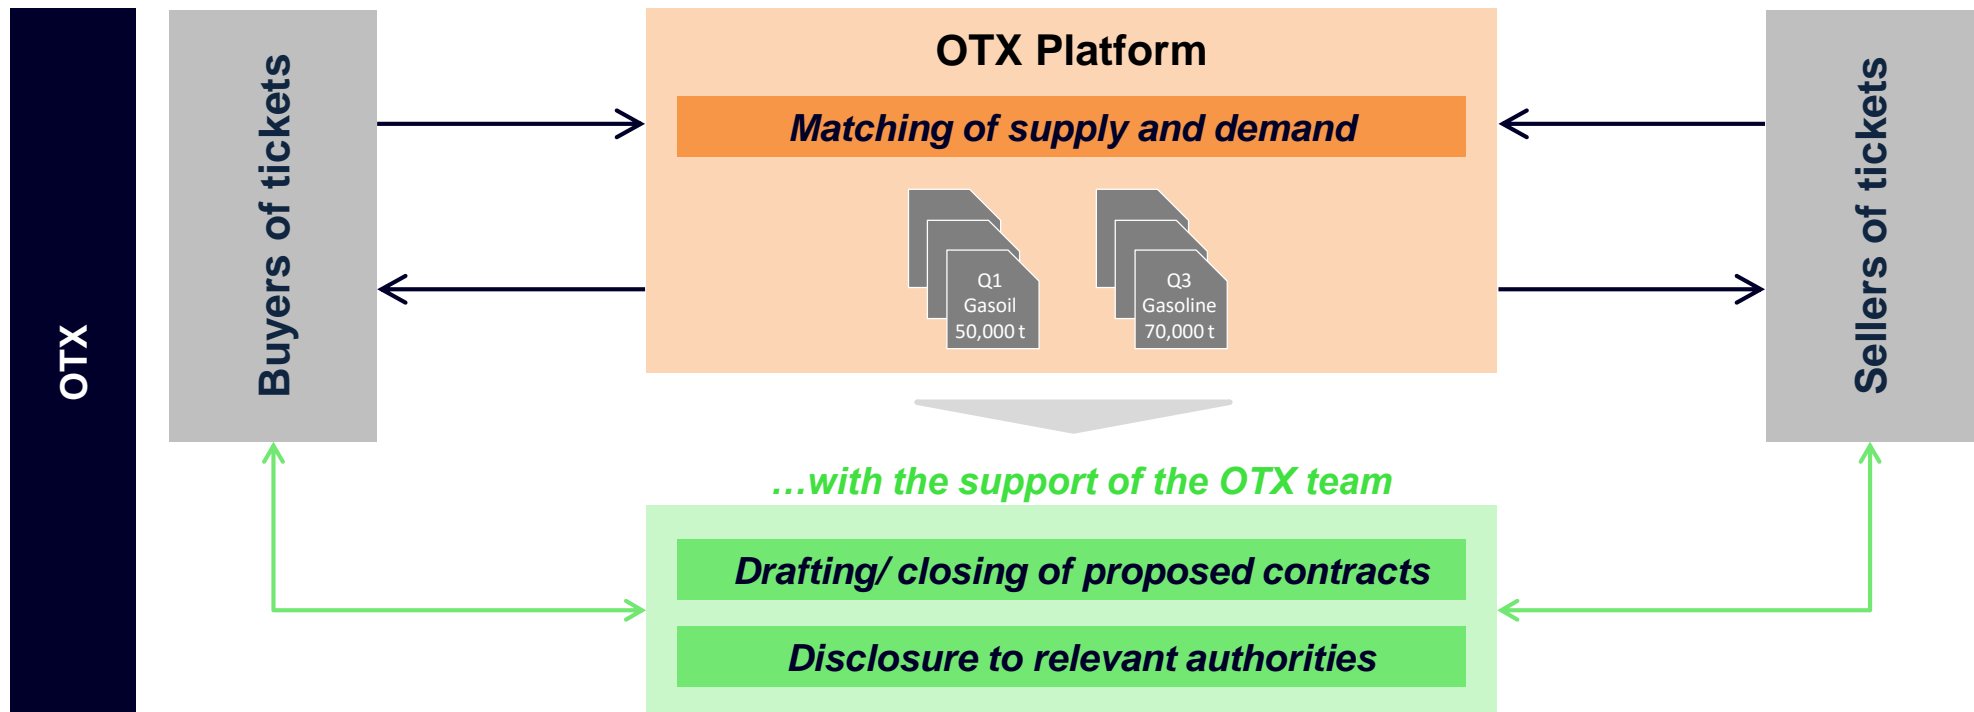 OTX
Buyers of tickets
OTX Platform
Matching of supply and demand
Q1
Gasoil
50,000 t
Q3
Gasoline
70,000 t
Sellers of tickets
…with the support of the OTX team
Drafting/ closing of proposed contracts
Disclosure to relevant authorities